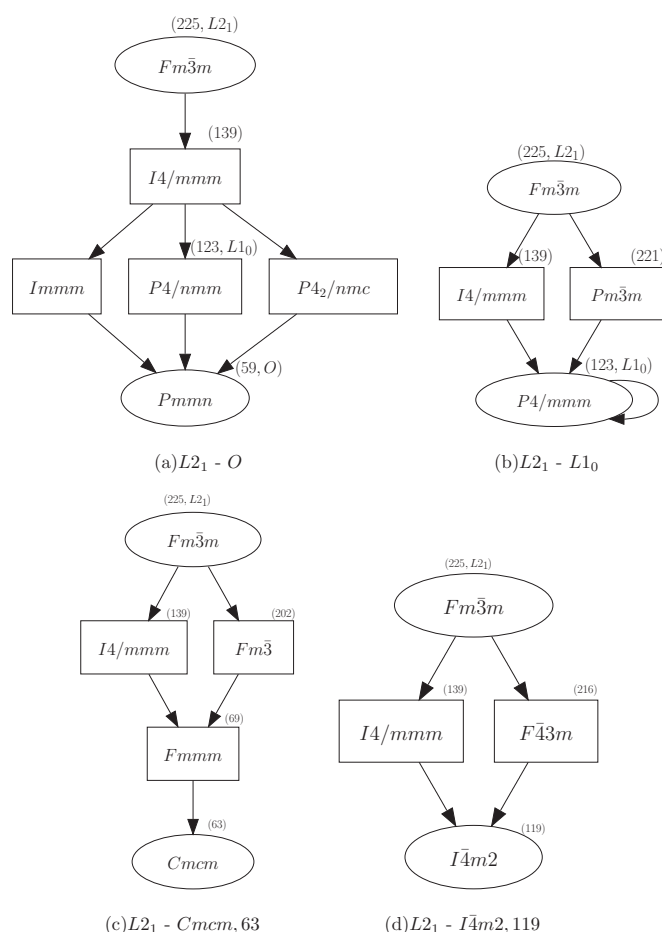 (225, L2₁)
Fm3̄m
(139)
I4/mmm
(123, L1₀)
Immm
P4/nmm
P4₂/nmc
(59, O)
Pmmn
(a)L2₁ - O
(225, L2₁)
Fm3̄m
(139)
(221)
I4/mmm
Pm3̄m
(123, L1₀)
P4/mmm
(b)L2₁ - L1₀
(225, L2₁)
Fm3̄m
(139)
(202)
I4/mmm
Fm3̄
(69)
Fmmm
(63)
Cmcm
(c)L2₁ - Cmcm, 63
(225, L2₁)
Fm3̄m
(139)
(216)
I4/mmm
F4̄3m
(119)
I4̄m2
(d)L2₁ - I4̄m2, 119